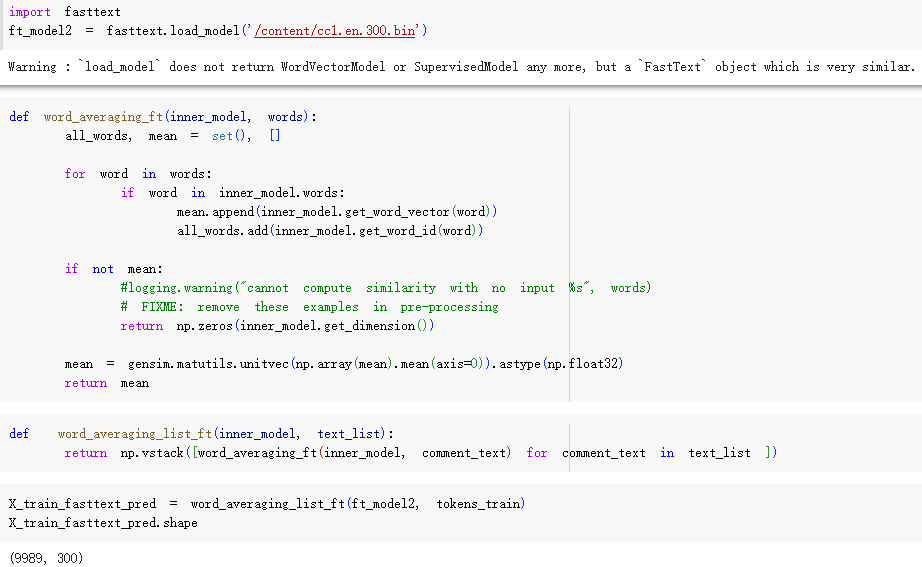 import fasttext
ft_model2 = fasttext.load_model('/content/ccl.en.300.bin')
Warning : `load_model` does not return WordVectorModel or SupervisedModel any more, but a `FastText` object which is very similar.
def word_averaging_ft(inner_model, words):
all_words, mean = set(), []
for word in words:
if word in inner_model.words:
mean.append(inner_model.get_word_vector(word))
all_words.add(inner_model.get_word_id(word))
if not mean:
#logging.warning("cannot compute similarity with no input %s", words)
# FIXME: remove these examples in pre-processing
return np.zeros(inner_model.get_dimension())
mean = gensim.matutils.unitvec(np.array(mean).mean(axis=0)).astype(np.float32)
return mean
def word_averaging_list_ft(inner_model, text_list):
return np.vstack([word_averaging_ft(inner_model, comment_text) for comment_text in text_list ])
X_train_fasttext_pred = word_averaging_list_ft(ft_model2, tokens_train)
X_train_fasttext_pred.shape
(9989, 300)